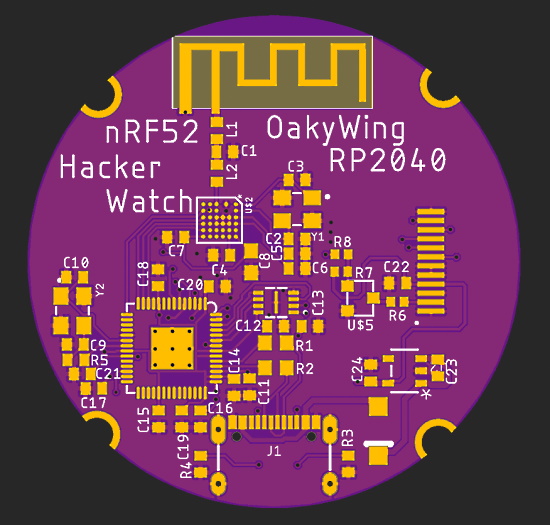 L1
nRF52
OakyWing
C1
Hacker
RP2040
L2
C3
Watch
U$2
C7
C2
Y1
C5
R8
C4
C8
C6
R7
C10
C18
C20
C22
Y2
C13
R6
C12
U$5
C9
R1
R5
C14
C24
C23
C21
R2
C17
C11
C16
C15
C19
J1
R3
R4